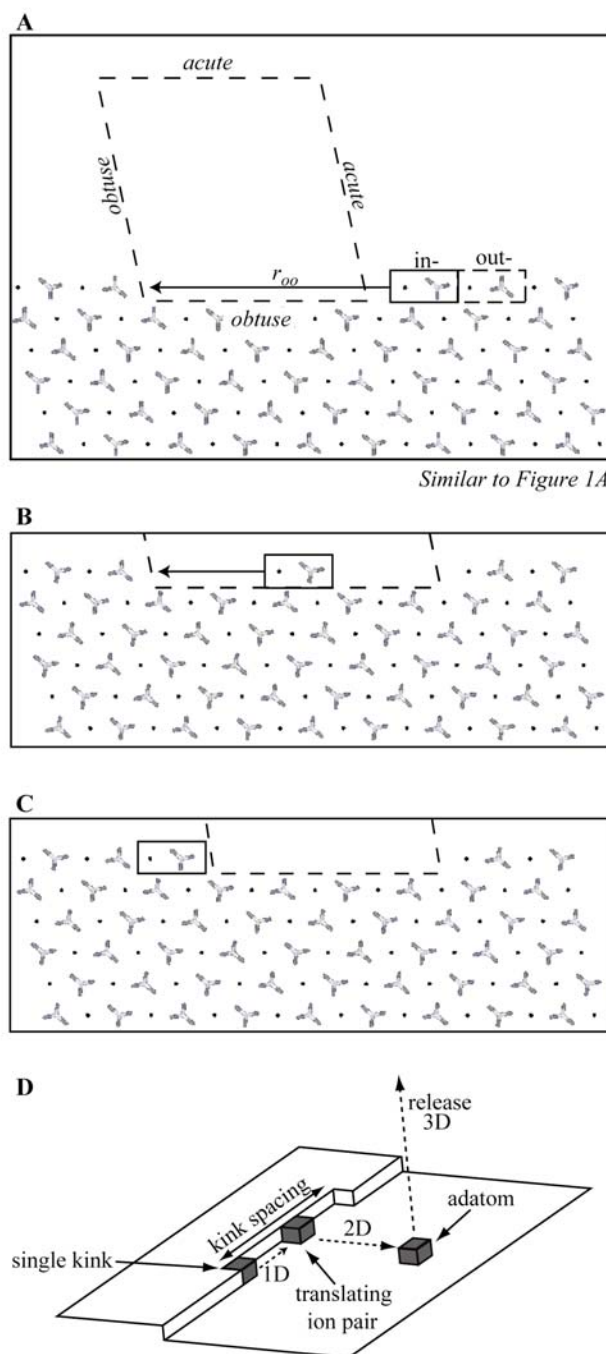 A
acute
obtuse
acute
in-
out-
roo
obtuse
Similar to Figure 1A
B
C
D
release
3D
adatom
kink spacing
2D
single kink
1D
translating
ion pair